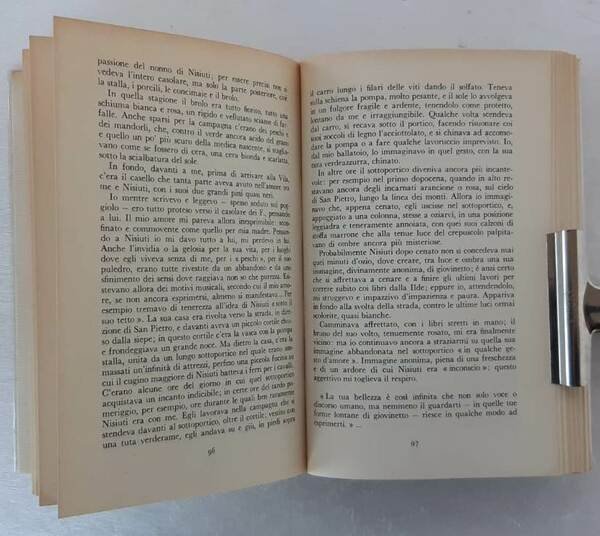 passione del nonno di Nisiuti; per essere precisi non si
vedeva l'intero casolare, ma solo la parte posteriore, cioè
la stalla, i porcili, le concimaie e il brolo.
In quella stagione il brolo era tutto fiorito, tutto una
schiuma bianca e rosa, un rigido e vellutato sciame di far-
falle. Anche sparsi per la campagna c'erano dei peschi e
dei mandorli, che, contro il verde ancora acido del grano
e quello un po' più scuro della medica nascente, si staglia-
vano come se fossero di cera, una cera bionda e scarlatta,
sotto la scialbatura del sole.
In fondo, davanti a me, prima di arrivare alla Vila,
c'era il casello che tanta parte aveva avuto nell'amore tra
me e Nisiuti, con i suoi due grandi pini quasi neri.
Io scrivevo e leggevo — spesso seduto sul pog-
giolo — ero tutto proteso verso il casolare dei F., pensando
a lui. Il mio amore mi pareva allora inesprimibile: scon-
finato e commovente come quello per mia madre. Pensando
a Nisiuti io mi davo tutto a lui, mi perdevo in lui.
Anche l'invidia o la gelosia per la sua vita, per i luoghi
dove egli viveva senza di me, per i « peschi », per il suo
puledro, erano tutte rivestite da un abbandono e da uno
sfinimento dei sensi dove raggiava non so che purezza. Esi-
stevano allora dei motivi musicali, secondo cui il mio amo-
re, se non ancora esprimersi, almeno si manifestava... Per
esempio tremavo di tenerezza all'idea di Nisiuti « sotto il
suo tetto ». La sua casa era rivolta verso la strada, in dire-
zione di San Pietro, e davanti aveva un piccolo cortile chiu-
so dalla siepe; in questo cortile c'era la vasca con la pompa
e frondeggiava un grande noce. Ma dietro la casa, c'era la
stalla, unita da un lungo sottoportico nel quale erano am-
massati un'infinità di attrezzi, perfino una piccola fucina su
cui il cugino maggiore di Nisiuti batteva i ferri per i cavalli.
C'erano alcune ore del giorno in cui quel sottoportico
acquistava un incanto indicibile; in certe ore del primo po-
meriggio, per esempio, ore durante le quali ben raramente
Nisiuti era con me. Egli lavorava nella campagna che si
stendeva davanti al sottoportico, oltre il cortile; vestito con
una tuta verderame, egli andava su e giù, in piedi sopra
96
il carro lungo i filari delle viti dando il solfato. Teneva
sulla schiena la pompa, molto pesante, e il sole lo avvolgeva
in un fulgore fragile e ardente, tenendolo come protetto,
lontano da me e irraggiungibile. Qualche volta smontava
dal carro, si recava sotto il portico, facendo risuonare coi
suoi zoccoli di legno l'acciottolato, e si chinava ad accomo-
dare la pompa o a fare qualche lavoruccio imprevisto. Io,
dal mio ballatoio, lo immaginavo in quel gesto, con la sua
tuta verdrazzurra, chinato.
In altre ore il sottoportico diveniva ancora più incante-
vole: per esempio nel primo dopocena, quando in alto re-
stavano ancora degli incarnati arancione o rosa, sul cielo
di San Pietro, lungo la linea dei monti. Allora io immagi-
navo che, appena cenato, egli uscisse nel sottoportico, e,
appoggiato a una colonna, stesse a oziarvi, in una posizione
leggiadra e teneramente annoiata, con quei suoi calzoni di
stoffa marrone che alla tenue luce del crepuscolo palpita-
vano di ombre ancora più misteriose.
Probabilmente Nisiuti dopo cenato non si concedeva mai
quei minuti d'ozio, dove creare, tra luce e ombra una sua
immagine, divinamente anonima, di giovinetto; è anzi certo
che si affrettava a cenare e a finire gli ultimi lavori per
correre subito coi libri dalla Ilde; eppure io, attendendolo,
mi struggevo e impazzivo d'impazienza e paura. Appariva
in fondo alla svolta della strada, contro le ultime luci ormai
scolorite, quasi bianche.
Camminava affrettato, con i libri stretti in mano; il
bruno del suo volto, tenuemente rosato, mi era finalmente
vicino: ma io continuavo ancora a straziarmi su quella sua
immagine abbandonata nel sottoportico « in qualche ge-
sto d'amore ». Immagine anonima, piena di una freschezza
e di un ardore di cui Nisiuti era « inconscio »: questo
aggettivo mi toglieva il respiro.
« La tua bellezza è così infinita che non solo voce o
discorso umano, ma nemmeno il guardarti — in quelle tue
forme lontane di giovinetto — riesce in qualche modo ad
esprimerti. » ...
97